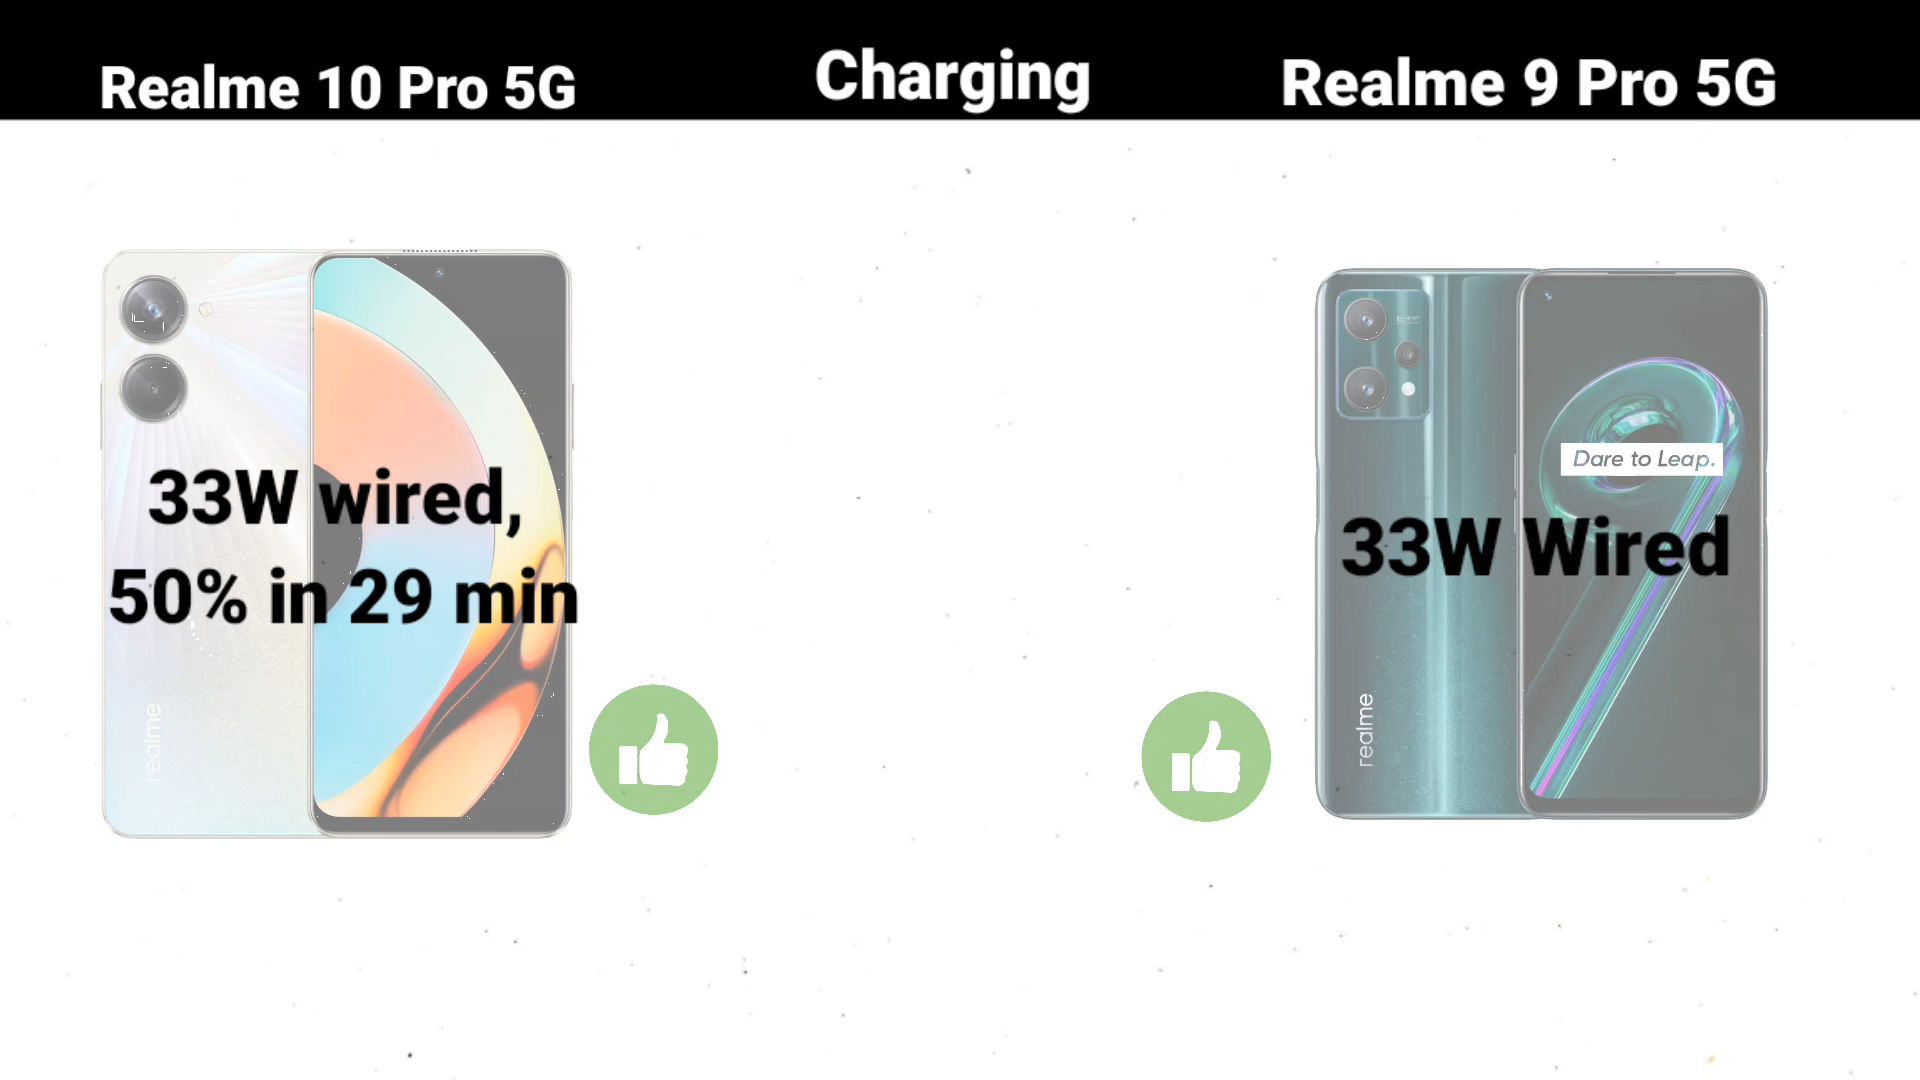 Realme 10 Pro 5G
Charging
Realme 9 Pro 5G
33W wired,
50% in 29 min
realme
Dare to Leap.
33W Wired
realme